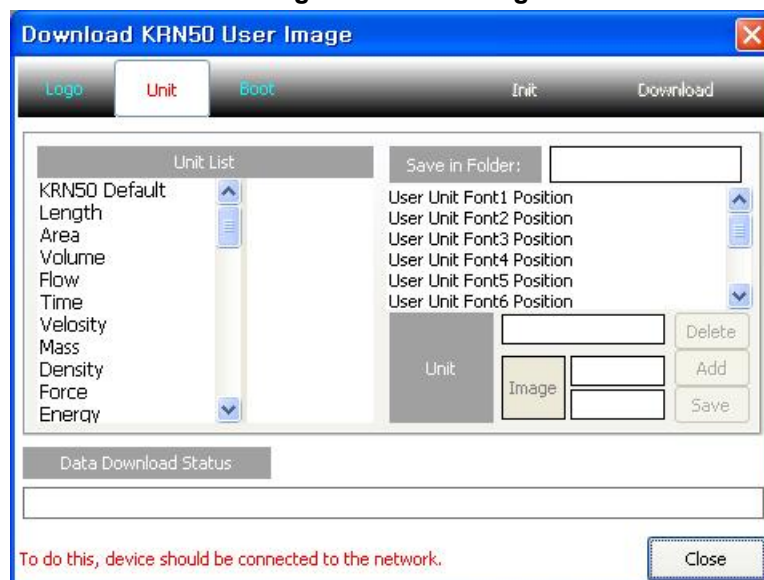 Download KRN50 User Image
Logo Unit Boot Init Download
Unit List
KRN50 Default
Length
Area
Volume
Flow
Time
Velosity
Mass
Density
Force
Energy
Save in Folder:
User Unit Font1 Position
User Unit Font2 Position
User Unit Font3 Position
User Unit Font4 Position
User Unit Font5 Position
User Unit Font6 Position
Unit
Image
Delete
Add
Save
Data Download Status
To do this, device should be connected to the network.
Close